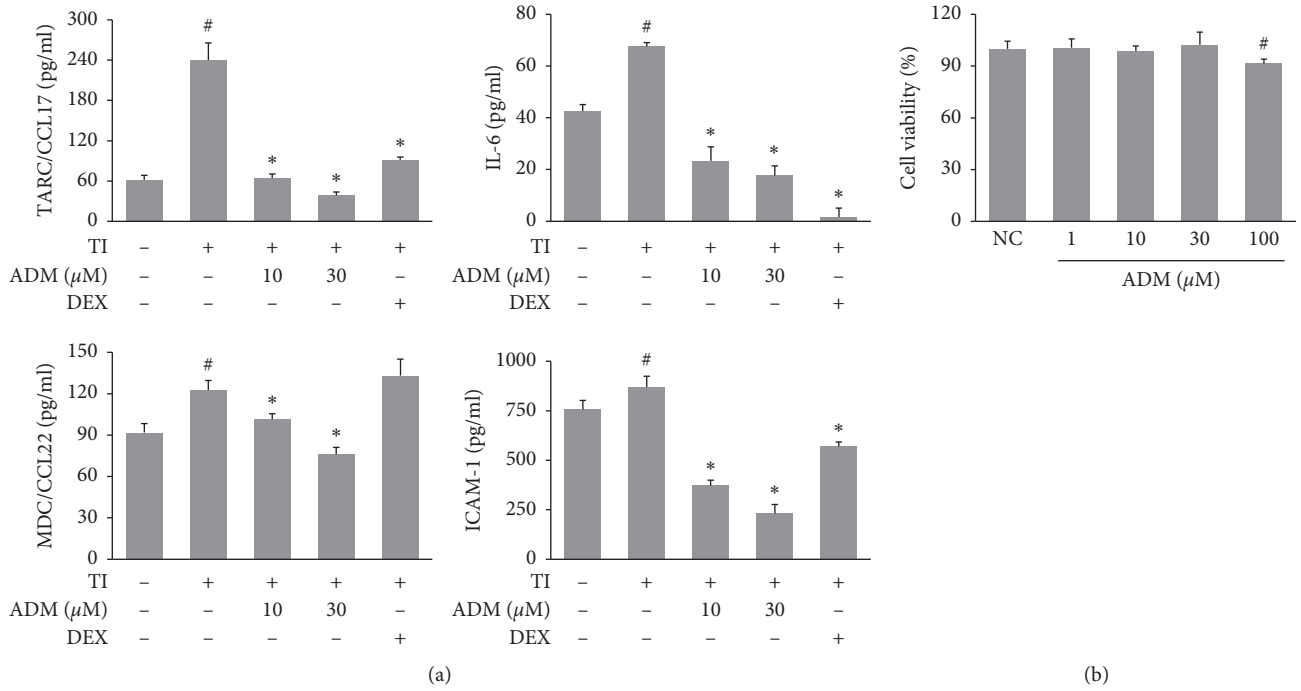 TARC/CCL17 (pg/ml)
300
240
180
120
60
0
#
*
*
*
TI – + + + +
ADM (µM) – – 10 30 –
DEX – – – – +
IL-6 (pg/ml)
80
60
40
20
0
#
*
*
*
TI – + + + +
ADM (µM) – – 10 30 –
DEX – – – – +
Cell viability (%)
120
90
60
30
0
#
NC 1 10 30 100
ADM (µM)
MDC/CCL22 (pg/ml)
150
120
90
60
30
0
#
*
*
TI – + + + +
ADM (µM) – – 10 30 –
DEX – – – – +
ICAM-1 (pg/ml)
1000
750
500
250
0
#
*
*
*
TI – + + + +
ADM (µM) – – 10 30 –
DEX – – – – +
(a)
(b)